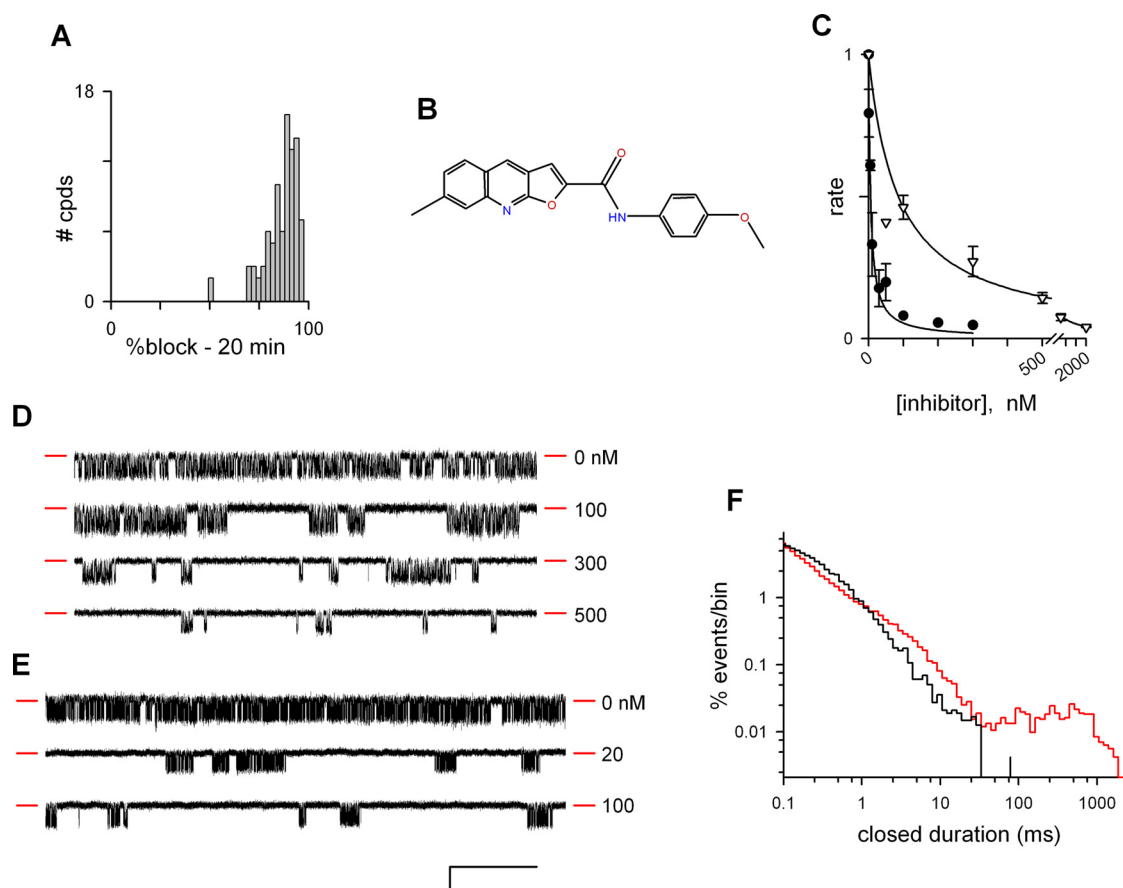 A
18
# cpds
0
0
100
%block - 20 min
B
O
N
O
HN
O
C
1
rate
0
0
500
2000
[inhibitor], nM
D
0 nM
100
300
500
E
0 nM
20
100
F
% events/bin
1
0.1
0.01
0.1
1
10
100
1000
closed duration (ms)